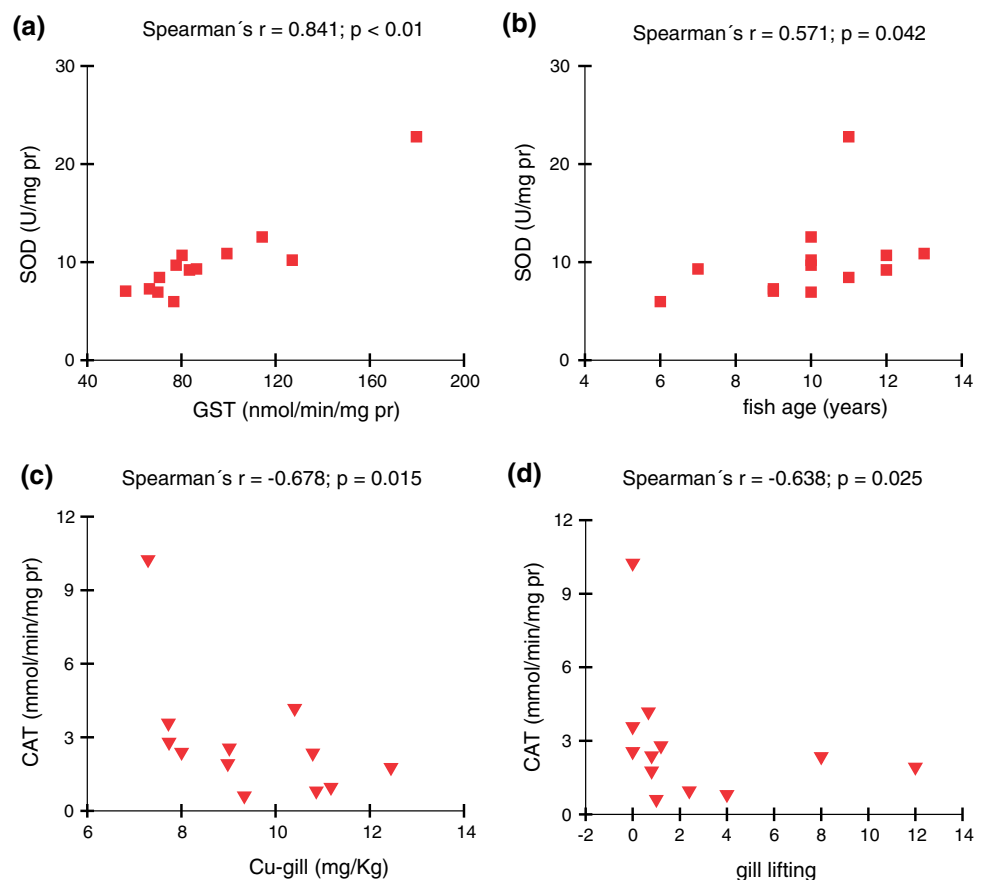 (a)
Spearman´s r = 0.841; p < 0.01
30
20
10
0
SOD (U/mg pr)
40 80 120 160 200
GST (nmol/min/mg pr)
(b)
Spearman´s r = 0.571; p = 0.042
30
20
10
0
SOD (U/mg pr)
4 6 8 10 12 14
fish age (years)
(c)
Spearman´s r = -0.678; p = 0.015
12
9
6
3
0
CAT (mmol/min/mg pr)
6 8 10 12 14
Cu-gill (mg/Kg)
(d)
Spearman´s r = -0.638; p = 0.025
12
9
6
3
0
CAT (mmol/min/mg pr)
-2 0 2 4 6 8 10 12 14
gill lifting